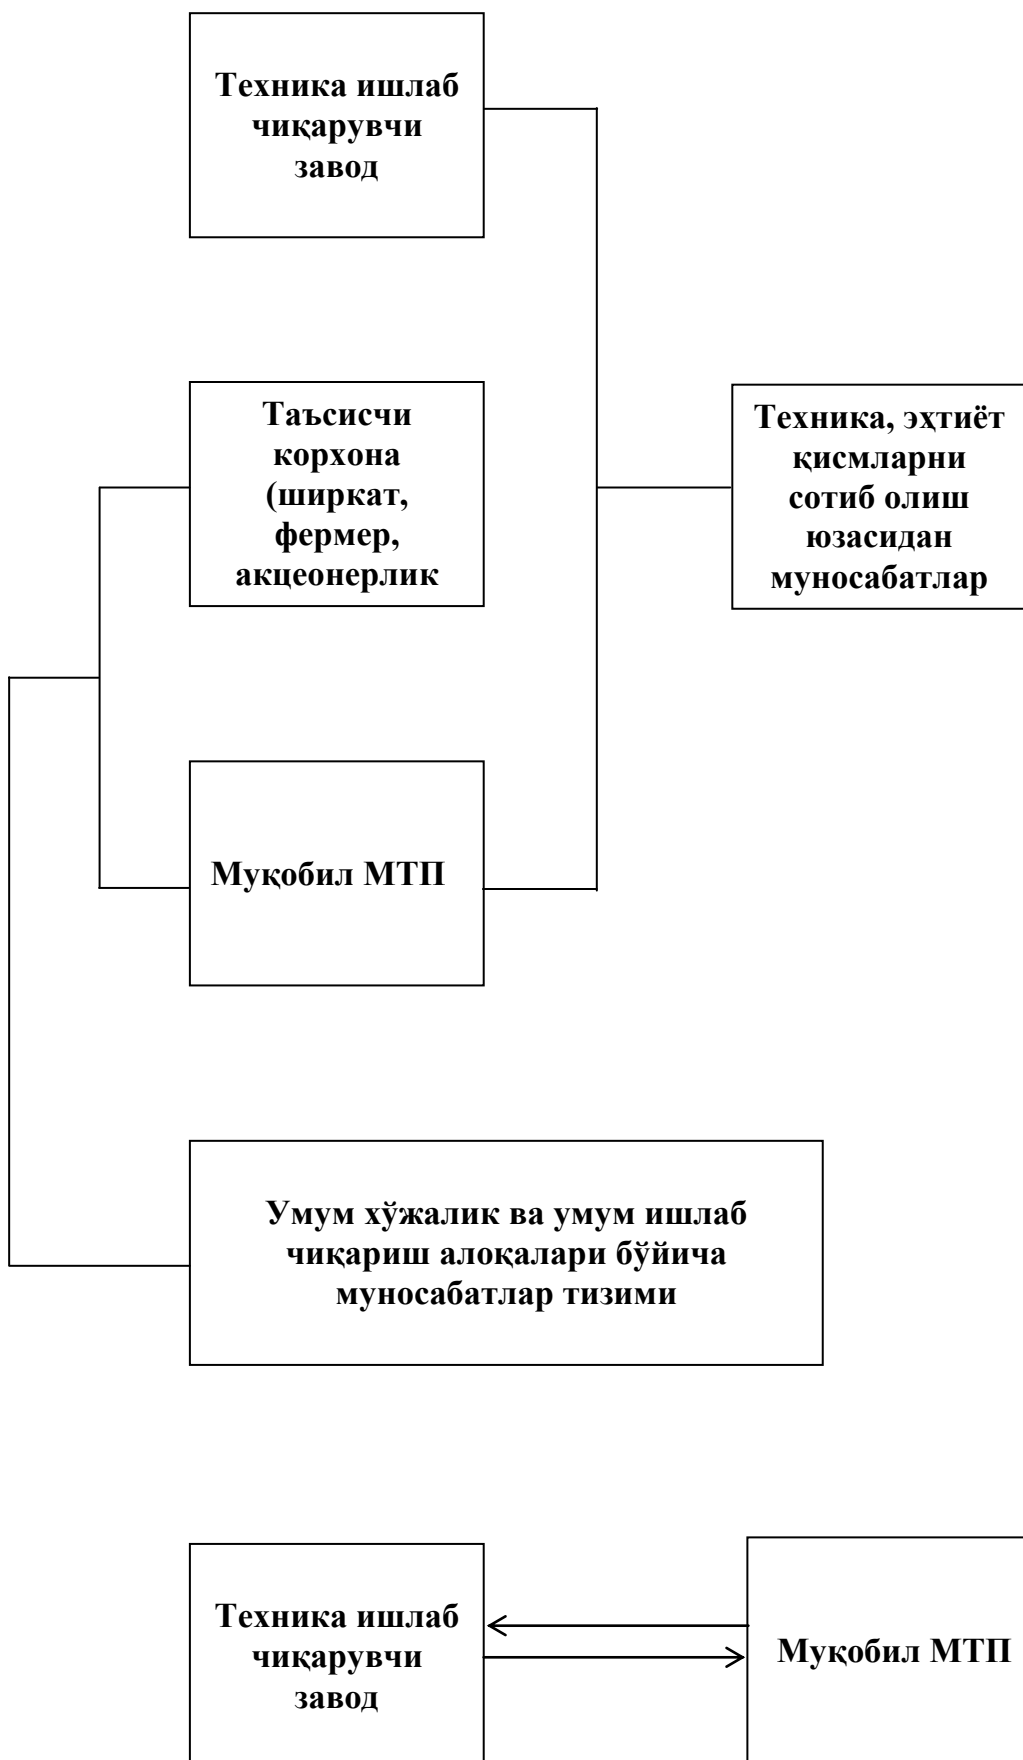 Техника ишлаб
чиқарувчи
завод
Таъсисчи
корхона
(ширкат,
фермер,
акцеонерлик
Техника, эҳтиёт
қисмларни
сотиб олиш
юзасидан
муносабатлар
Муқобил МТП
Умум хўжалик ва умум ишлаб
чиқариш алоқалари бўйича
муносабатлар тизими
Техника ишлаб
чиқарувчи
завод
Муқобил МТП